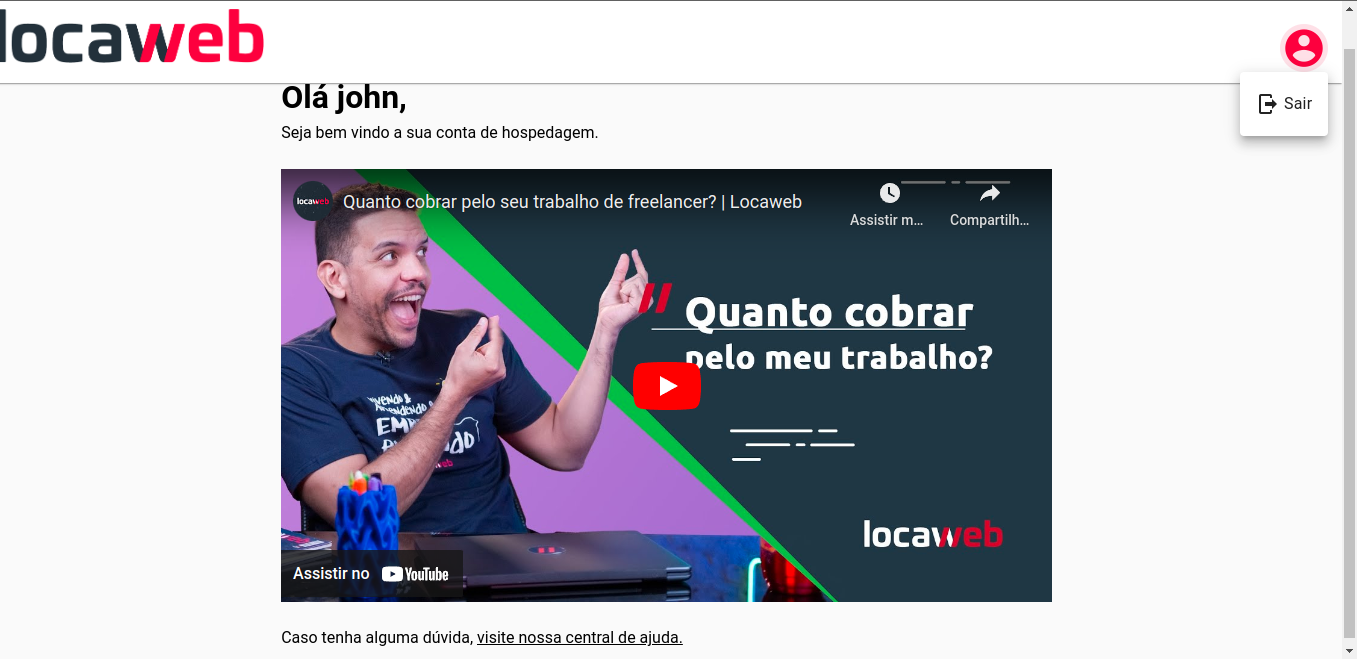 locaweb
Sair
Olá john,
Seja bem vindo a sua conta de hospedagem.
locaweb
Quanto cobrar pelo seu trabalho de freelancer? | Locaweb
Assistir m...
Compartilh...
Quanto cobrar
pelo meu trabalho?
locaweb
Assistir no YouTube
Caso tenha alguma dúvida, visite nossa central de ajuda.